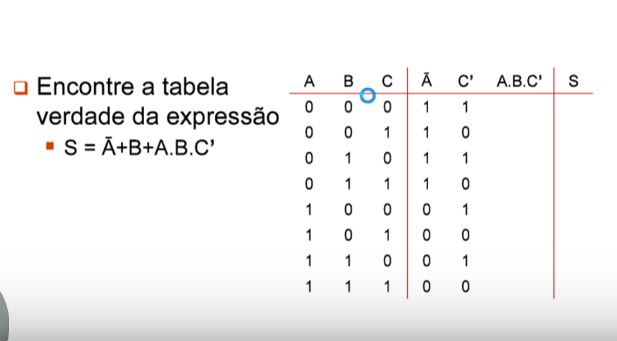 Encontre a tabela
verdade da expressão
S = Ā+B+A.B.C’
A B C Ā C’ A.B.C’ S
0 0 0 1 1
0 0 1 1 0
0 1 0 1 1
0 1 1 1 0
1 0 0 0 1
1 0 1 0 0
1 1 0 0 1
1 1 1 0 0